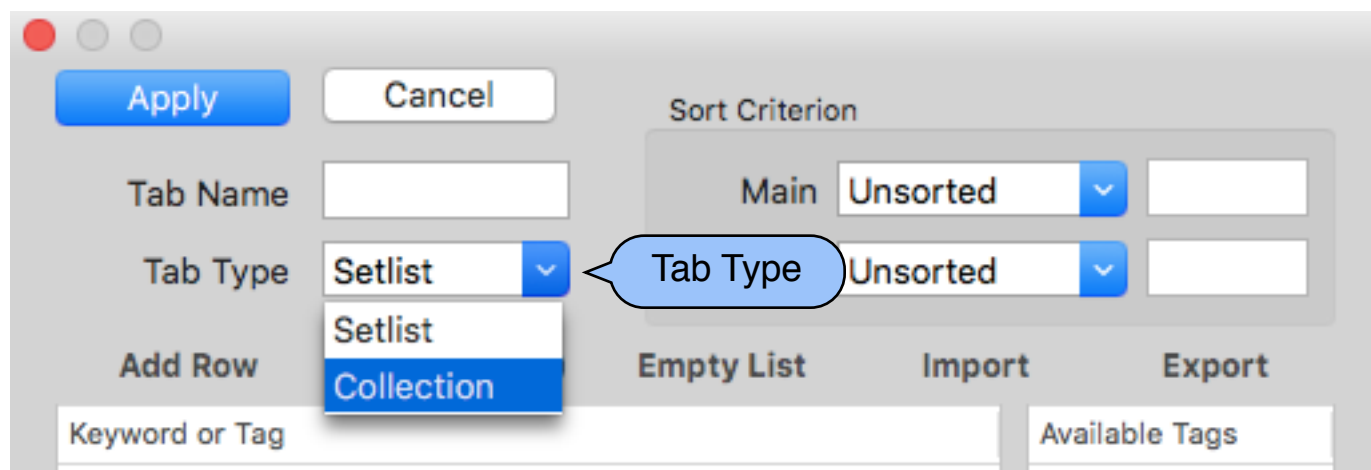 Apply Cancel
Sort Criterion
Tab Name
Main Unsorted
Tab Type Setlist
Tab Type
Unsorted
Setlist
Collection
Add Row Empty List Import Export
Keyword or Tag Available Tags